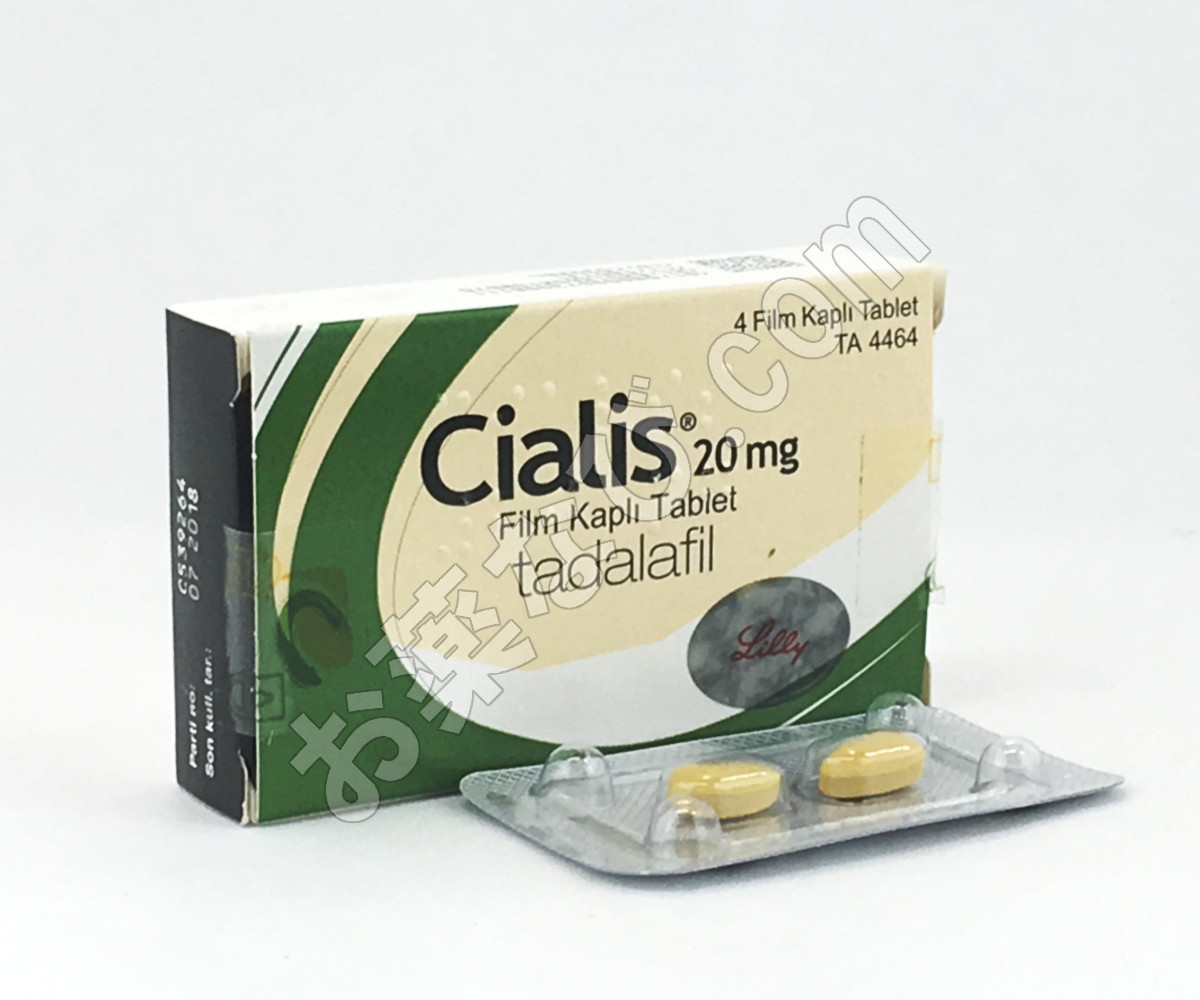 4 Film Kaplı Tablet
TA 4464
Cialis® 20 mg
Film Kaplı Tablet
tadalafil
Lilly
Parti no: C539264
Son kull. tar.: 07 2018
お薬なび.com